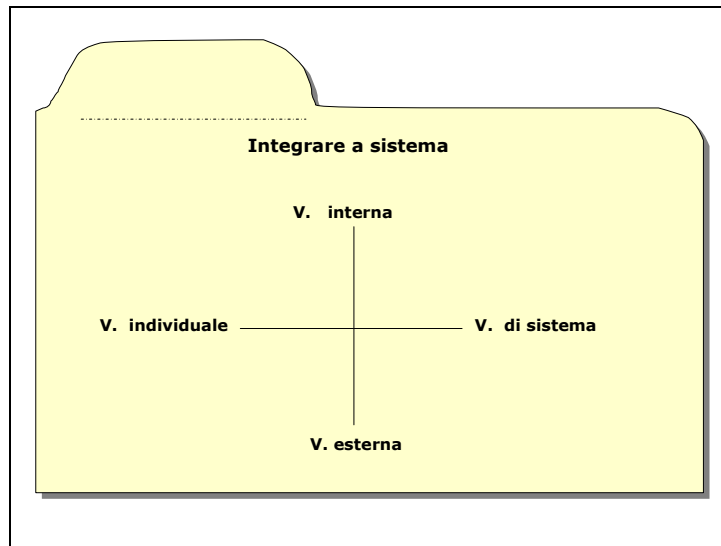 Integrare a sistema
V. interna
V. individuale
V. di sistema
V. esterna